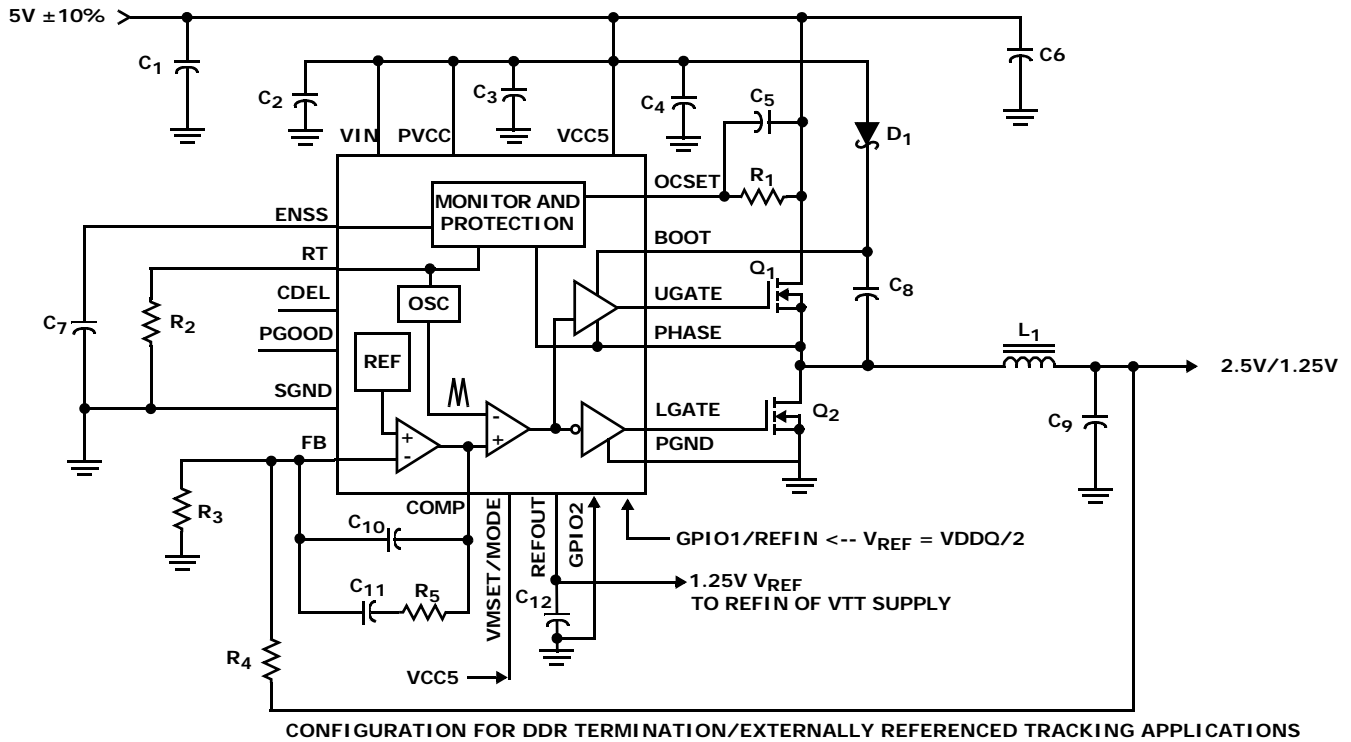 5V ±10%
C1
C2
C3
C4
C5
C6
D1
VIN
PVCC
VCC5
OCSET
R1
MONITOR AND
PROTECTION
ENSS
BOOT
RT
Q1
C8
CDEL
OSC
UGATE
C7
R2
PGOOD
PHASE
L1
REF
2.5V/1.25V
SGND
LGATE
Q2
C9
-
+
FB
+
-
PGND
R3
COMP
VMSET/MODE
REFOUT
GPIO2
C10
GPIO1/REFIN <-- VREF = VDDQ/2
C11
R5
C12
1.25V VREF
TO REFIN OF VTT SUPPLY
R4
VCC5
CONFIGURATION FOR DDR TERMINATION/EXTERNALLY REFERENCED TRACKING APPLICATIONS